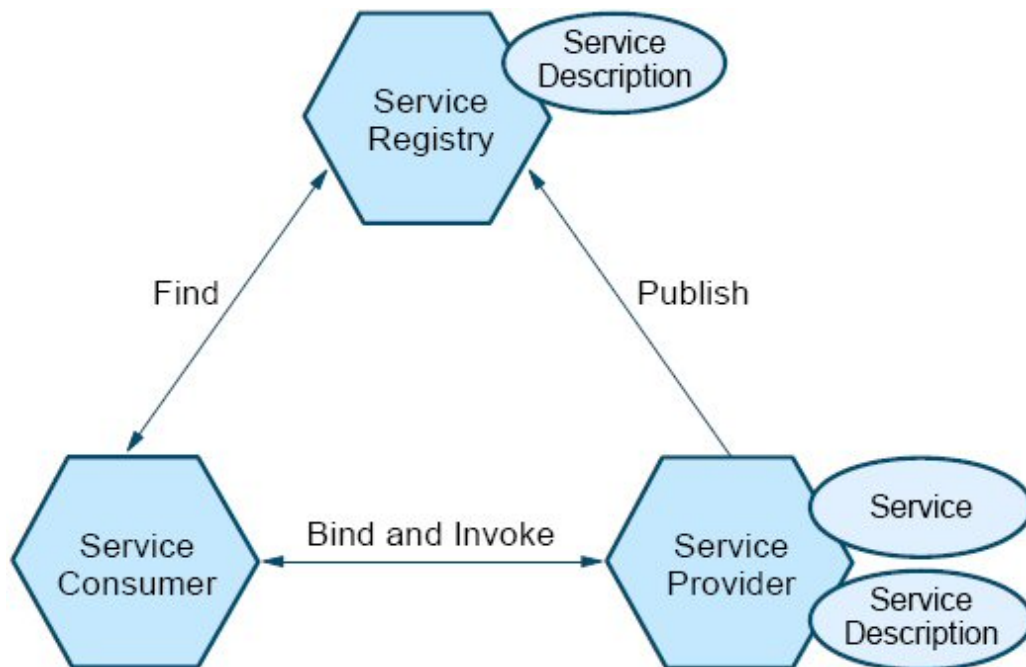 Service
Description
Service
Registry
Find
Publish
Service
Consumer
Bind and Invoke
Service
Provider
Service
Service
Description